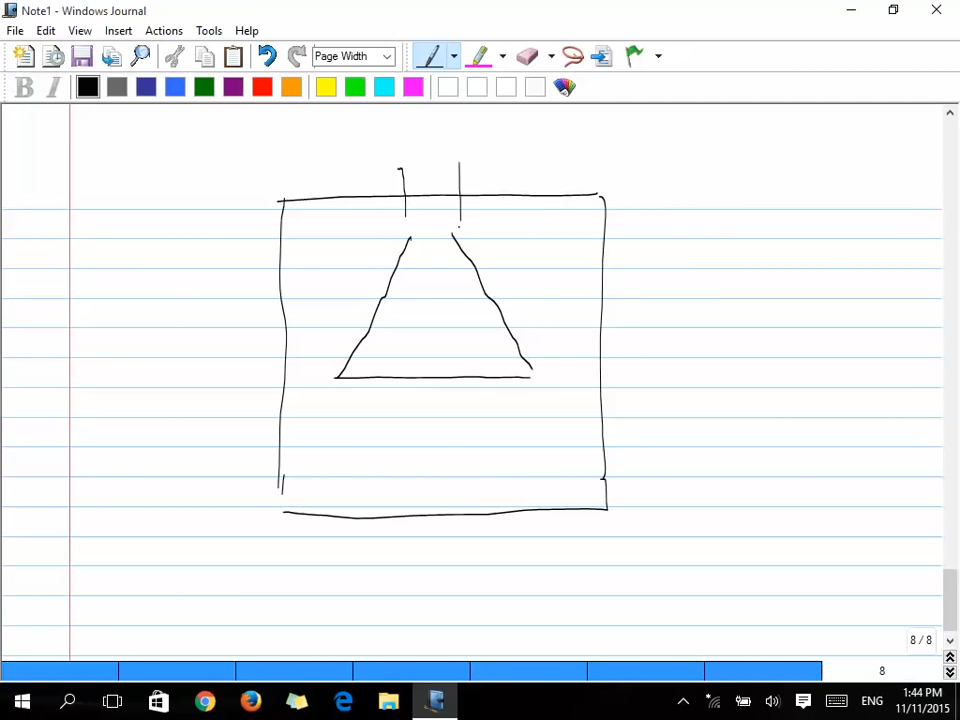 Note1 - Windows Journal
File Edit View Insert Actions Tools Help
Page Width
B I
8 / 8
8
ENG
1:44 PM
11/11/2015